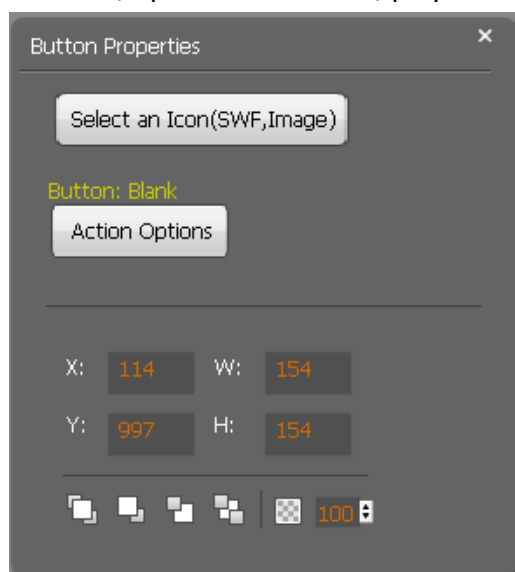 Button Properties
Select an Icon(SWF,Image)
Button: Blank
Action Options
X: 114 W: 154
Y: 997 H: 154
100